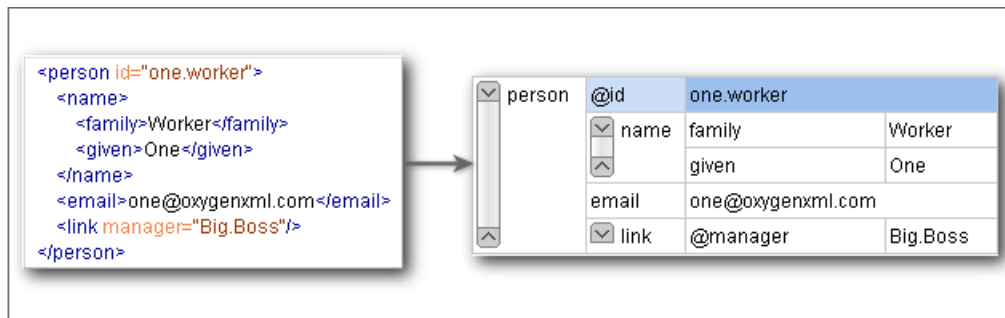 <person id="one.worker">
<name>
<family>Worker</family>
<given>One</given>
</name>
<email>one@oxygenxml.com</email>
<link manager="Big.Boss"/>
</person>
person @id one.worker
name family Worker
given One
email one@oxygenxml.com
link @manager Big.Boss